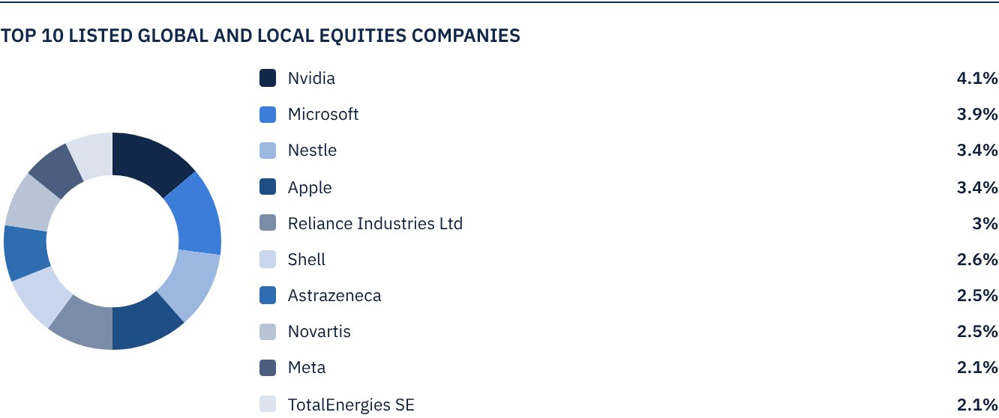 TOP 10 LISTED GLOBAL AND LOCAL EQUITIES COMPANIES
Nvidia 4.1%
Microsoft 3.9%
Nestle 3.4%
Apple 3.4%
Reliance Industries Ltd 3%
Shell 2.6%
Astrazeneca 2.5%
Novartis 2.5%
Meta 2.1%
TotalEnergies SE 2.1%